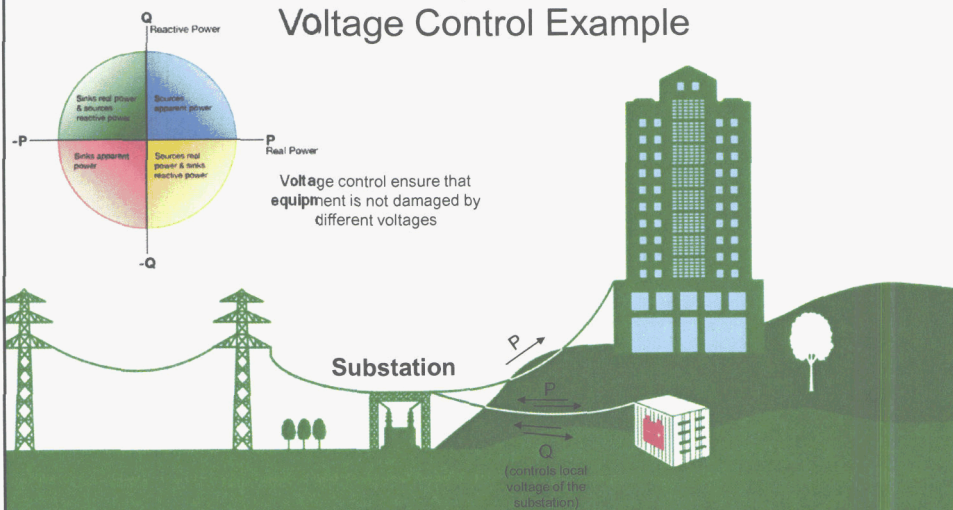 Voltage Control Example
Q
Reactive Power
Sinks real power
& sources
reactive power
Sources
apparent power
-P
P
Real Power
Sinks apparent
power
Sources real
power & sinks
reactive power
-Q
Voltage control ensure that
equipment is not damaged by
different voltages
Substation
P
P
Q
(controls local
voltage of the
substation)